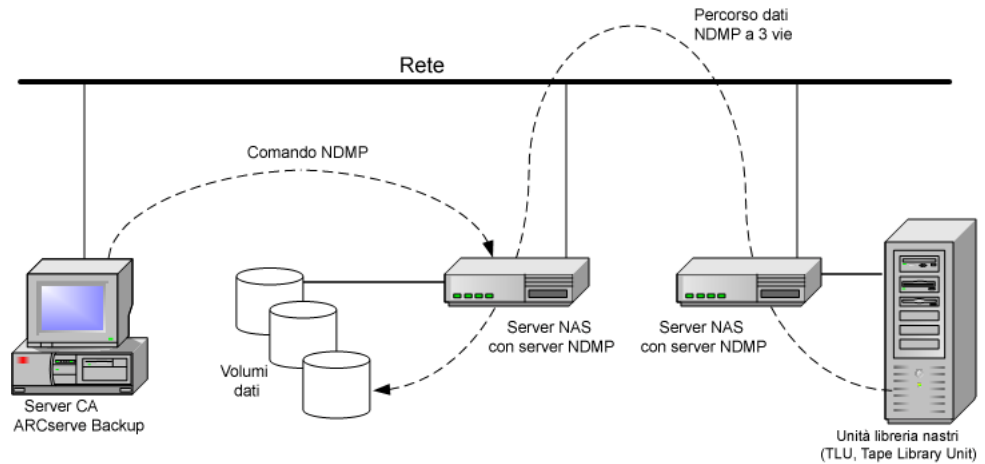 Percorso dati
NDMP a 3 vie
Rete
Comando NDMP
Server NAS
con server NDMP
Server NAS
con server NDMP
Volumi
dati
Server CA
ARCserve Backup
Unità libreria nastri
(TLU, Tape Library Unit)